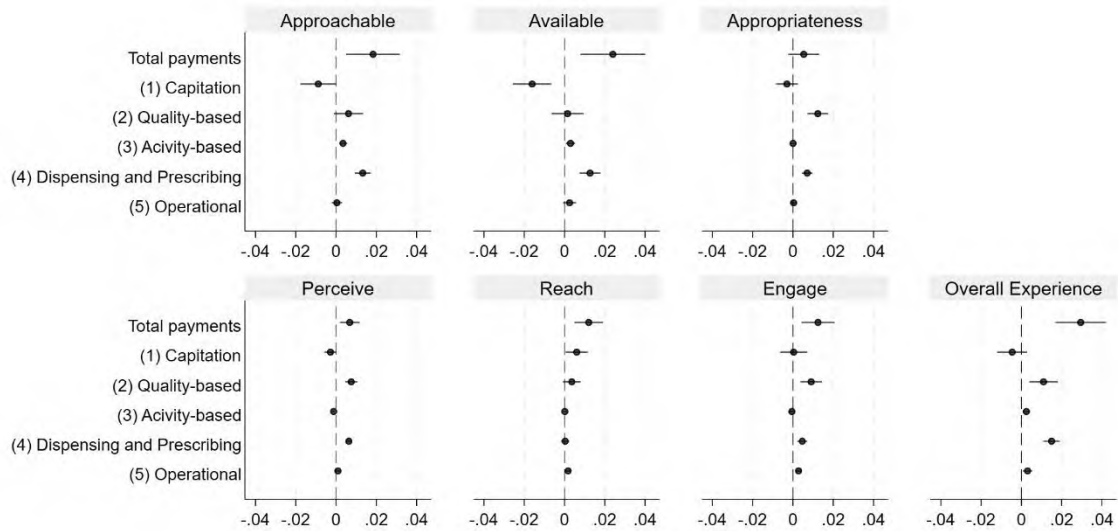 Approachable Available Appropriateness
Total payments
(1) Capitation
(2) Quality-based
(3) Acivity-based
(4) Dispensing and Prescribing
(5) Operational
-.04 -.02 0 .02 .04 -.04 -.02 0 .02 .04 -.04 -.02 0 .02 .04
Perceive Reach Engage Overall Experience
Total payments
(1) Capitation
(2) Quality-based
(3) Acivity-based
(4) Dispensing and Prescribing
(5) Operational
-.04 -.02 0 .02 .04 -.04 -.02 0 .02 .04 -.04 -.02 0 .02 .04 -.04 -.02 0 .02 .04